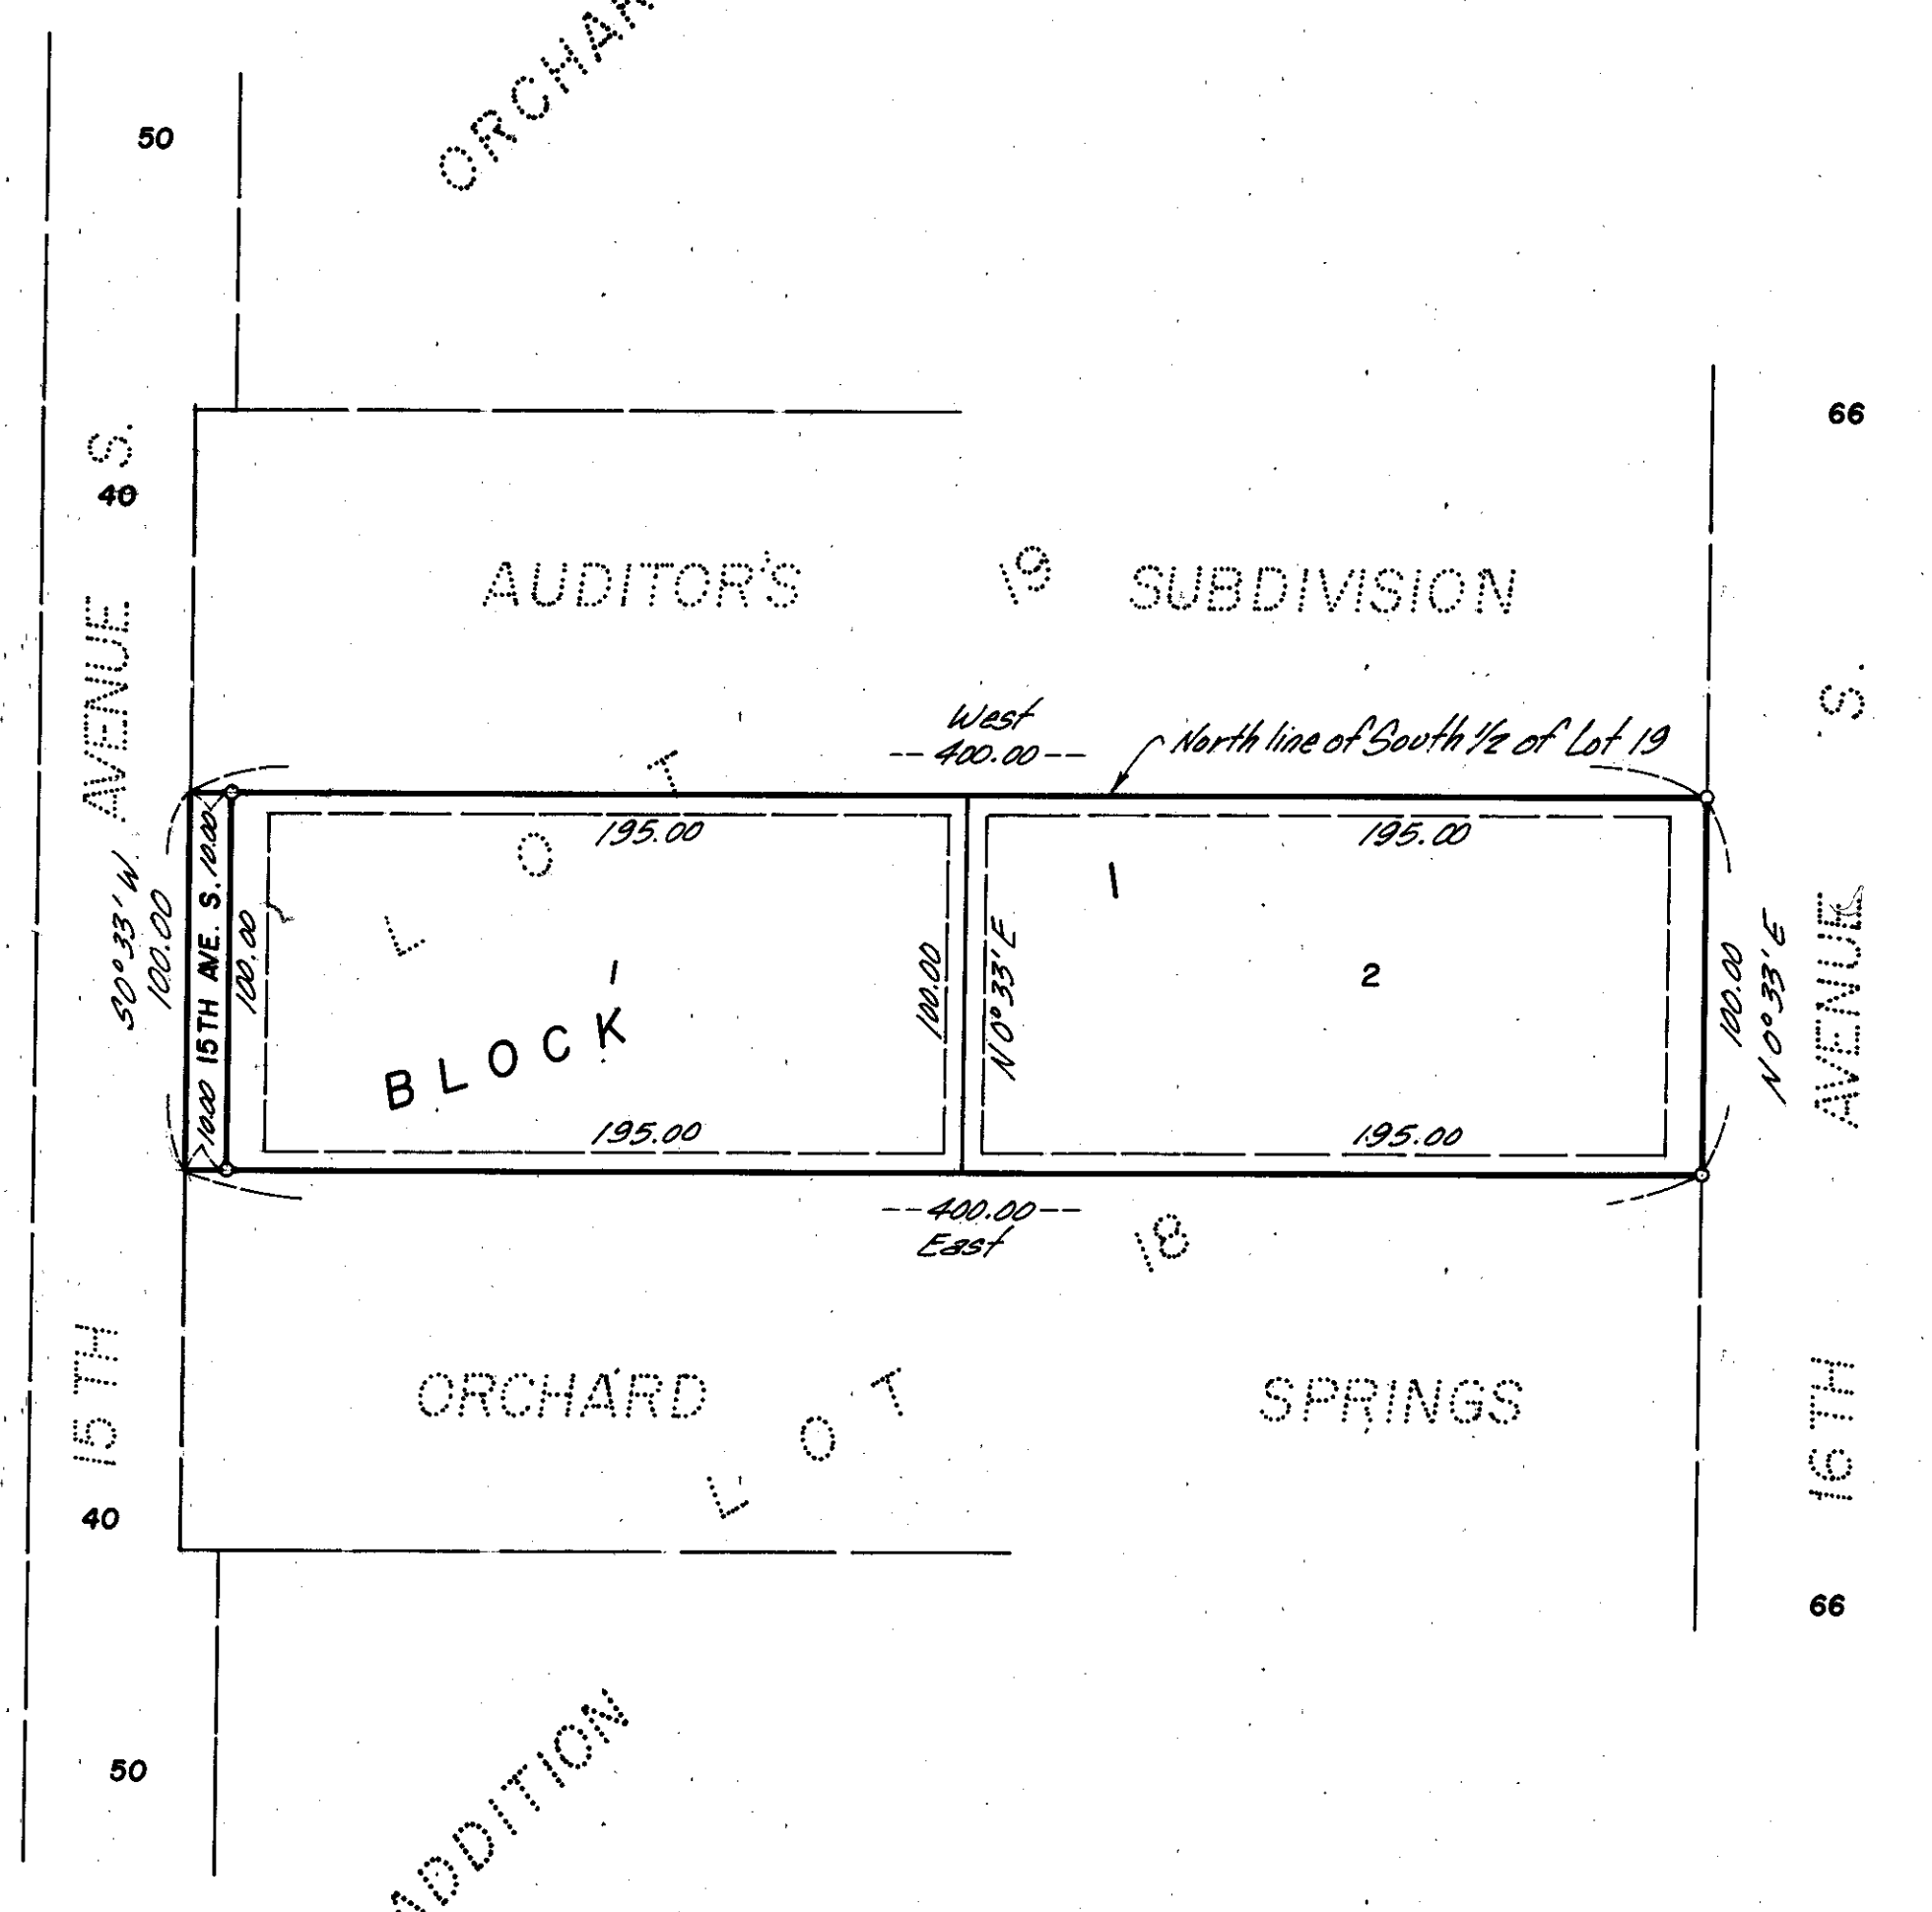 ORCHAR
50
66
S.
40
AVENUE
AUDITOR'S
19
SUBDIVISION
S.
West
--400.00--
North line of South 1/2 of Lot 19
S0°33'W.
100.00
10.00
15TH AVE. S.
10.00
100.00
195.00
LOT
1
BLOCK 1
100.00
195.00
N0°33'E
195.00
2
195.00
100.00
N0°33'E
AVENUE
--400.00--
East
18
15TH
ORCHARD
SPRINGS
LOT
16TH
40
66
50
ADDITION